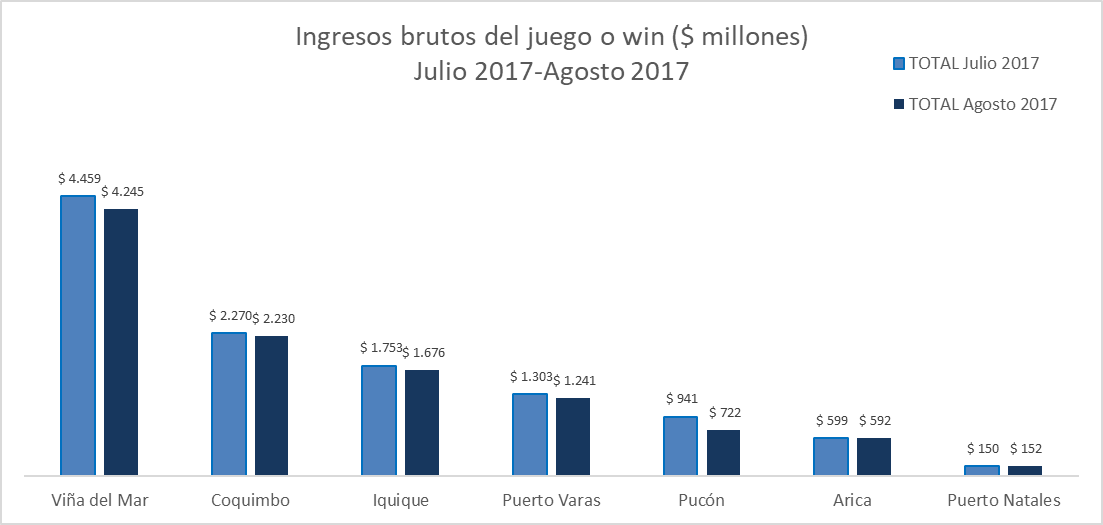 Ingresos brutos del juego o win ($ millones)
Julio 2017-Agosto 2017
TOTAL Julio 2017
TOTAL Agosto 2017
$ 4.459
$ 4.245
$ 2.270
$ 2.230
$ 1.753
$ 1.676
$ 1.303
$ 1.241
$ 941
$ 722
$ 599
$ 592
$ 150
$ 152
Viña del Mar
Coquimbo
Iquique
Puerto Varas
Pucón
Arica
Puerto Natales